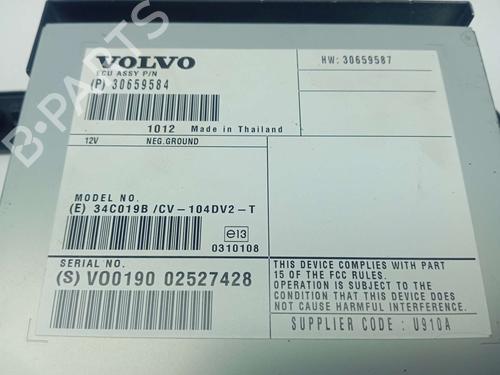 VOLVO
HW: 30659587
ECU ASSY P/N
(P) 30659584
1012 Made in Thailand
12V NEG.GROUND
MODEL NO.
(E) 34C019B /CV-104DV2-T
e13
0310108
SERIAL NO.
(S) VO0190 02527428
THIS DEVICE COMPLIES WITH PART
15 OF THE FCC RULES.
OPERATION IS SUBJECT TO THE
CONDITION THAT THIS DEVICE DOES
NOT CAUSE HARMFUL INTERFERENCE.
SUPPLIER CODE : U910A
B-PARTS